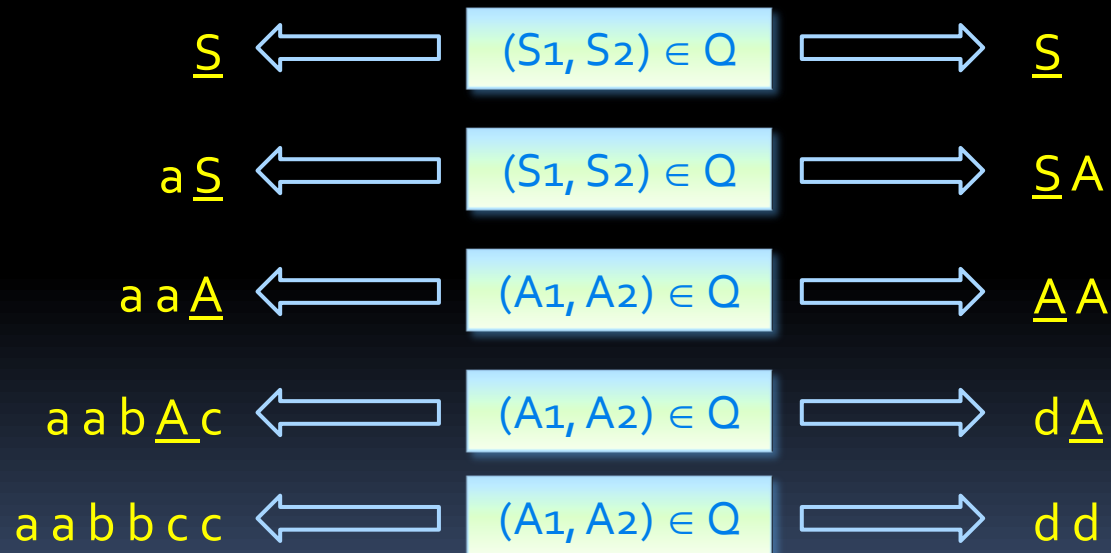 S (S1, S2) ∈ Q S
a S (S1, S2) ∈ Q S A
a a A (A1, A2) ∈ Q A A
a a b A c (A1, A2) ∈ Q d A
a a b b c c (A1, A2) ∈ Q d d